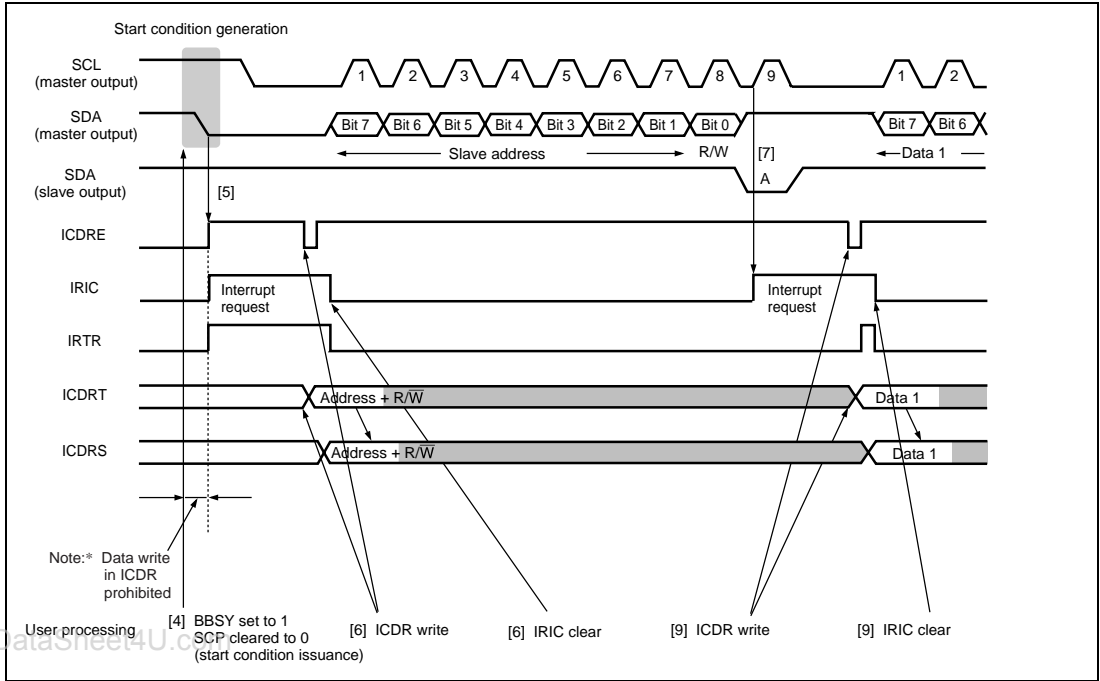 Start condition generation
SCL
(master output)
1 2 3 4 5 6 7 8 9 1 2
SDA
(master output)
Bit 7 Bit 6 Bit 5 Bit 4 Bit 3 Bit 2 Bit 1 Bit 0 Bit 7 Bit 6
Slave address R/W [7] Data 1
SDA
(slave output)
A
[5]
ICDRE
IRIC
Interrupt
request
Interrupt
request
IRTR
ICDRT
Address + R/W̅
Data 1
ICDRS
Address + R/W̅
Data 1
Note:* Data write
in ICDR
prohibited
User processing
[4] BBSY set to 1
SCP cleared to 0
(start condition issuance)
[6] ICDR write
[6] IRIC clear
[9] ICDR write
[9] IRIC clear
DataSheet4U.com